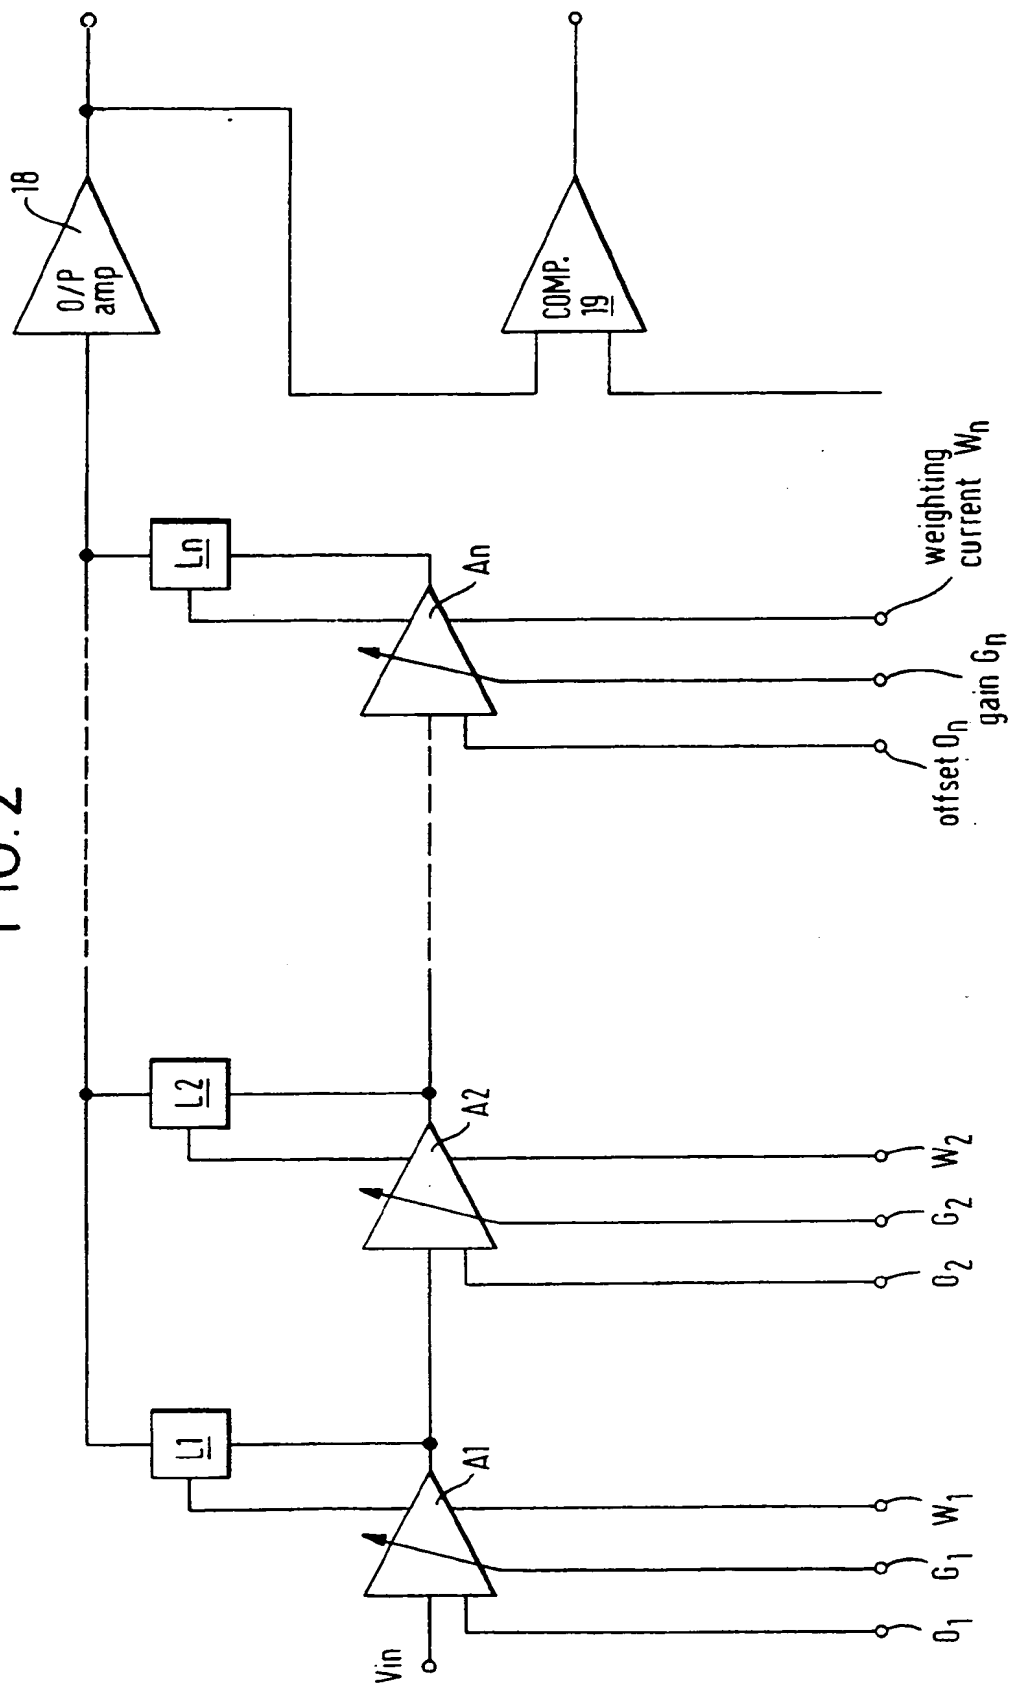 FIG. 2
O/P
amp
18
COMP.
19
L1
L2
Ln
Vin
A1
A2
An
O1
G1
W1
O2
G2
W2
offset On
gain Gn
weighting
current Wn